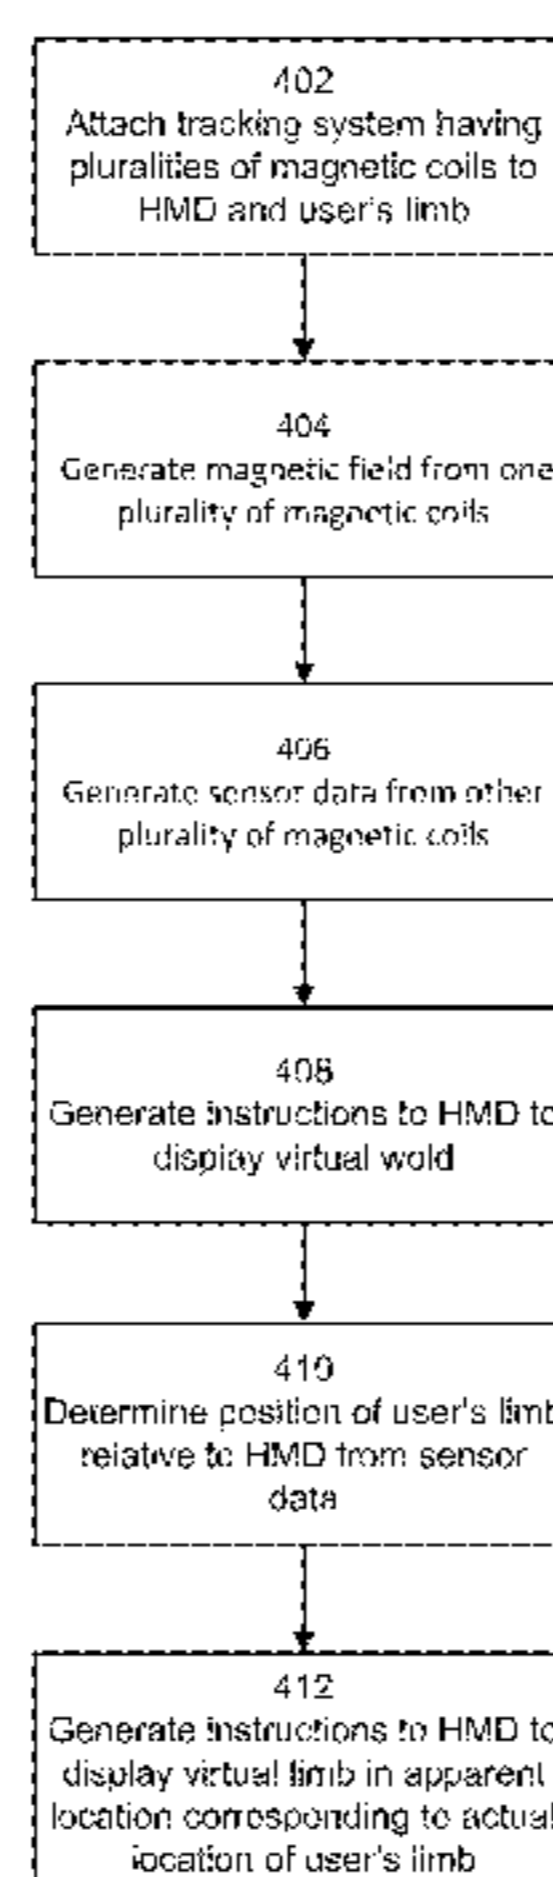 402
Attach tracking system having
pluralities of magnetic coils to
HMD and user's limb
404
Generate magnetic field from one
plurality of magnetic coils
406
Generate sensor data from other
plurality of magnetic coils
408
Generate instructions to HMD to
display virtual wold
410
Determine position of user's limb
relative to HMD from sensor
data
412
Generate instructions to HMD to
display virtual limb in apparent
location corresponding to actual
location of user's limb